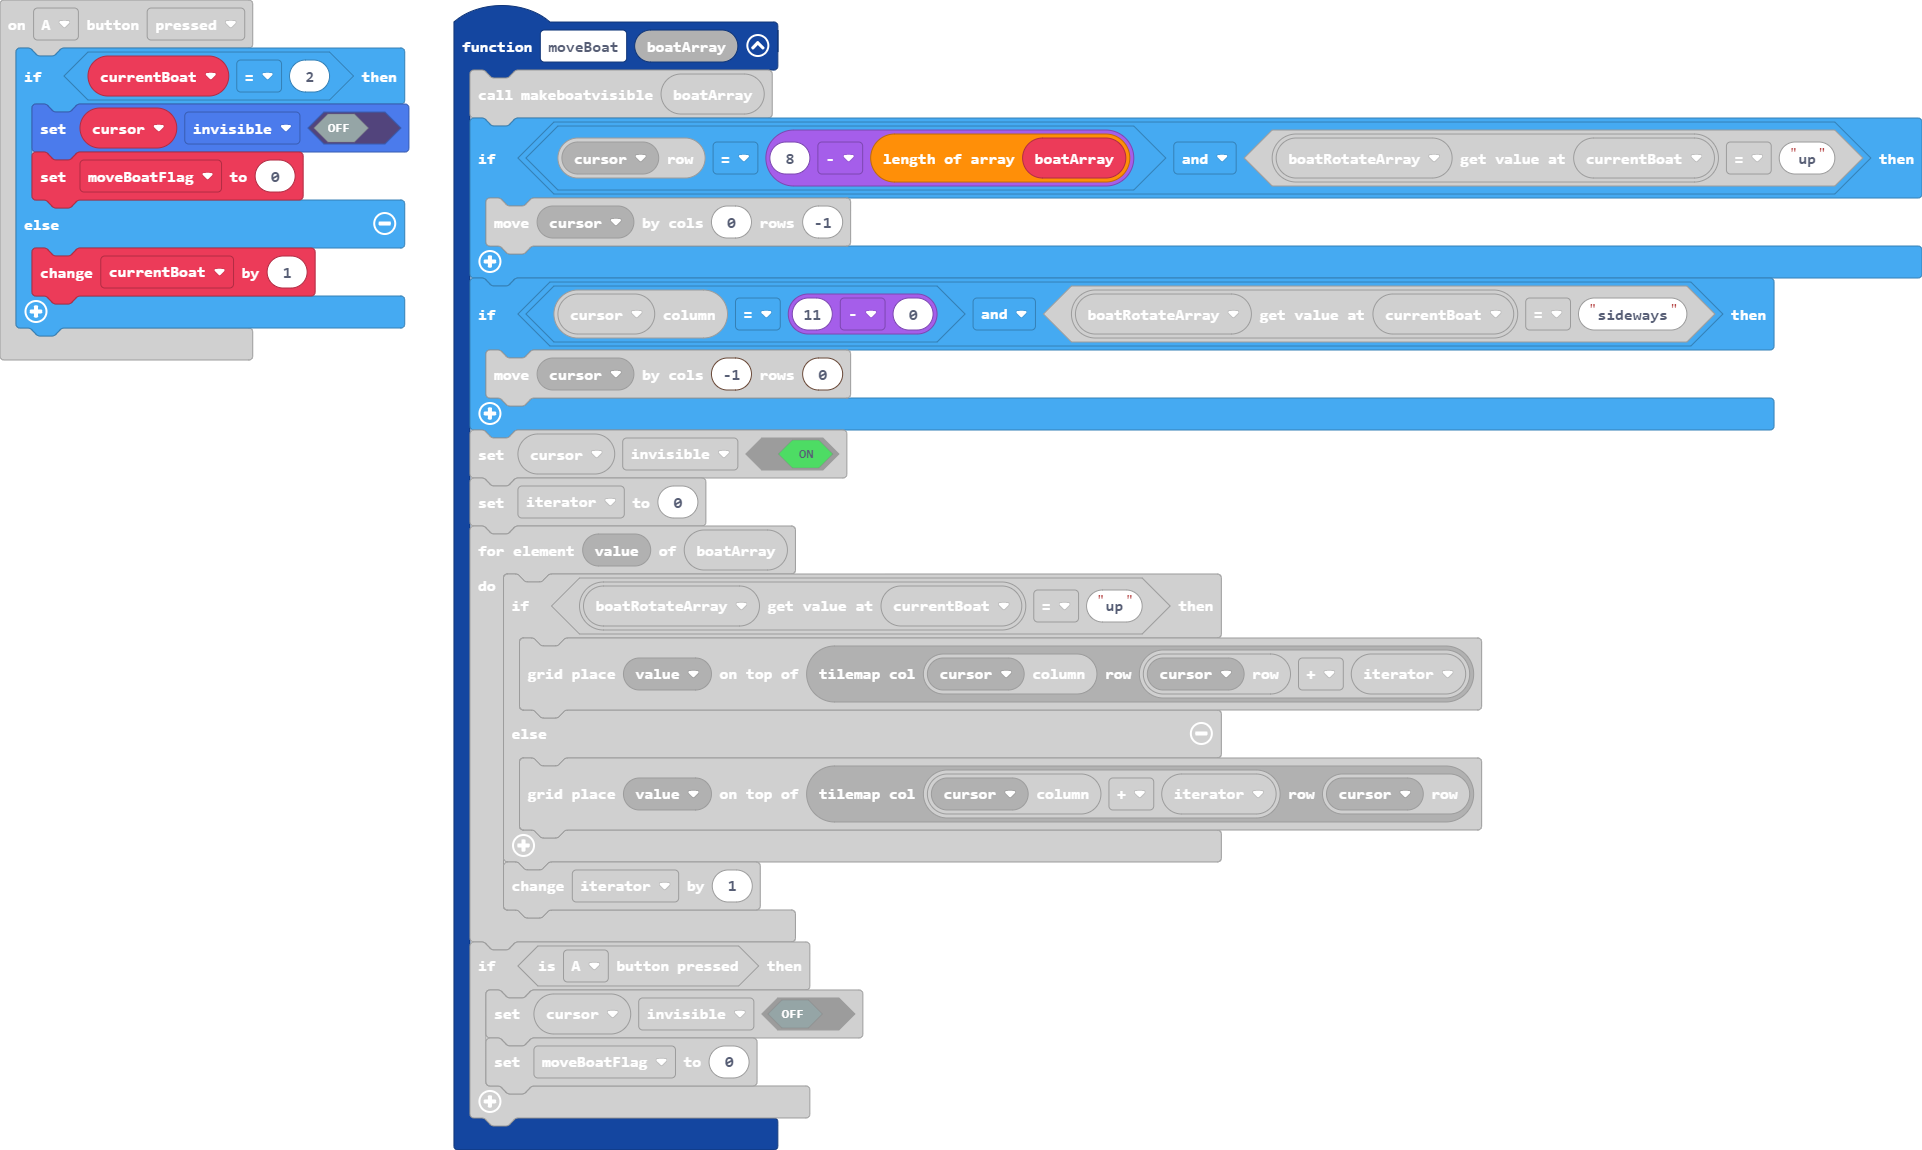 on A button pressed
if currentBoat = 2 then
set cursor invisible OFF
set moveBoatFlag to 0
else
change currentBoat by 1
function moveBoat boatArray
call makeboatvisible boatArray
if cursor row = 8 - length of array boatArray and boatRotateArray get value at currentBoat = "up" then
move cursor by cols 0 rows -1
if cursor column = 11 - 0 and boatRotateArray get value at currentBoat = "sideways" then
move cursor by cols -1 rows 0
set cursor invisible ON
set iterator to 0
for element value of boatArray
do
if boatRotateArray get value at currentBoat = "up" then
grid place value on top of tilemap col cursor column row cursor row + iterator
else
grid place value on top of tilemap col cursor column + iterator row cursor row
change iterator by 1
if is A button pressed then
set cursor invisible OFF
set moveBoatFlag to 0